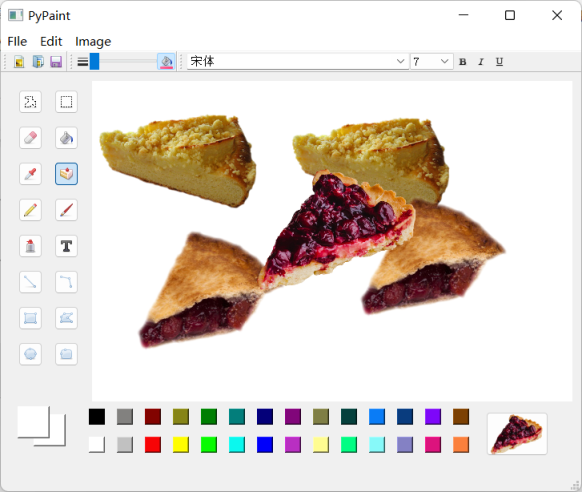 PyPaint
FIle Edit Image
宋体 7 B I U
T